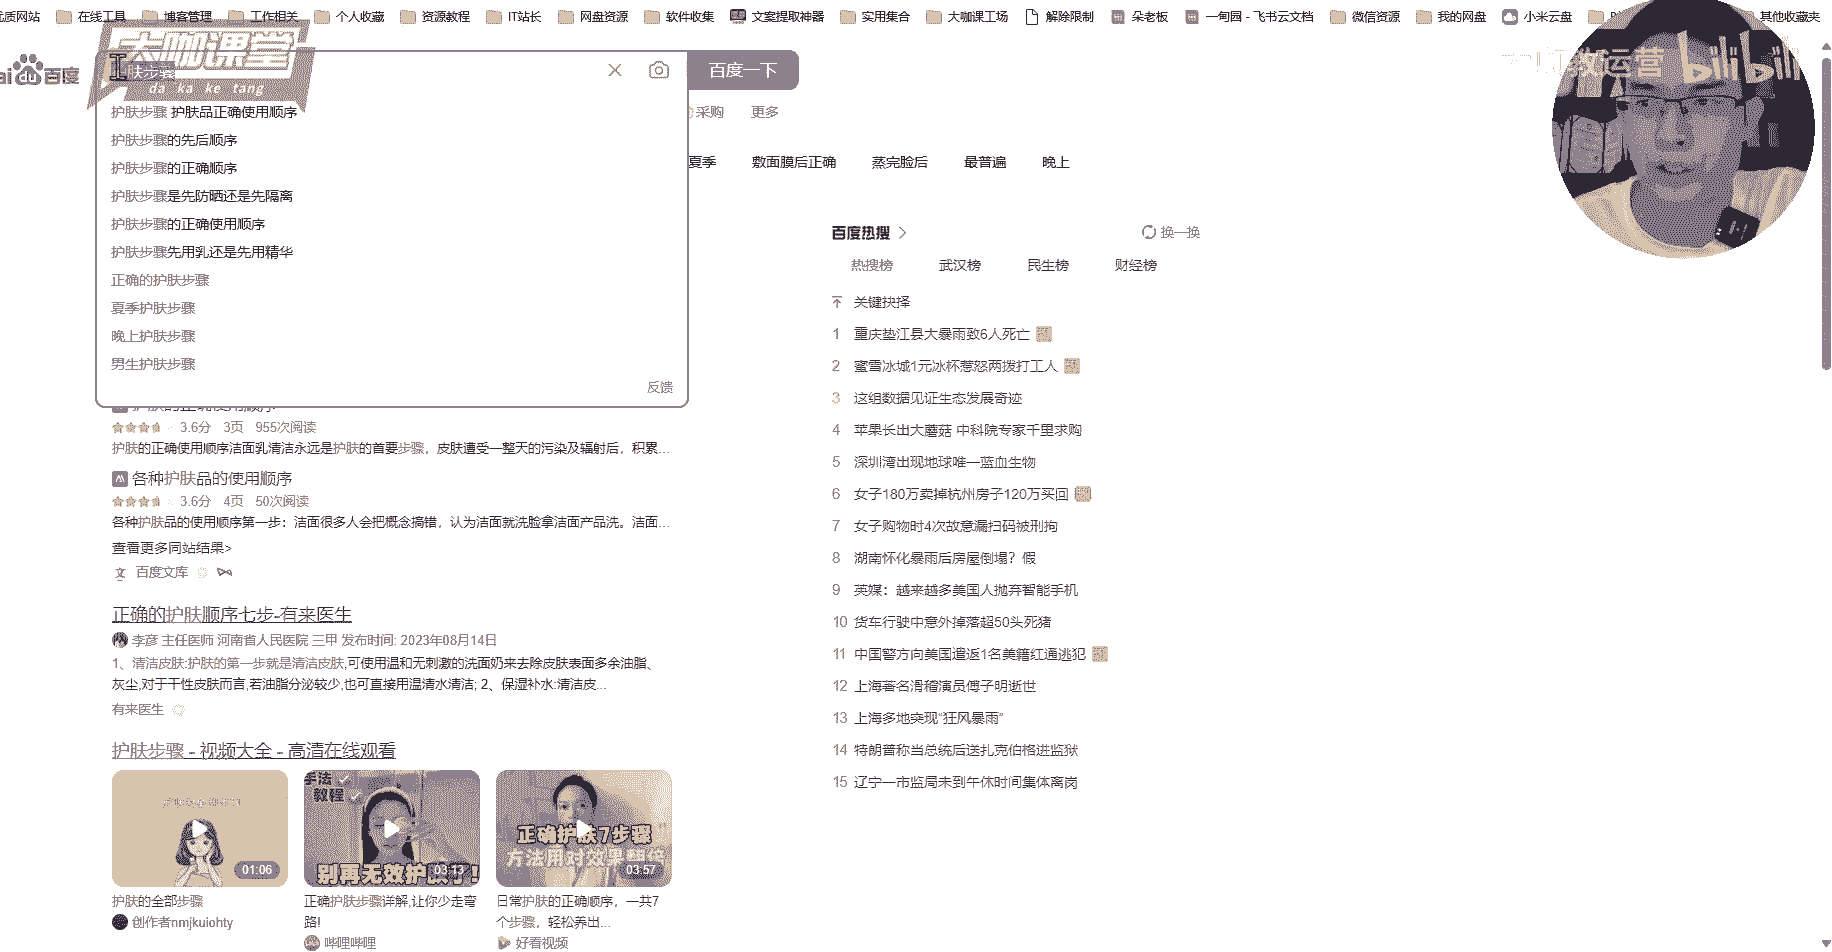 优质网站 在线工具 博客管理 工作相关 个人收藏 资源教程 IT站长 网盘资源 软件收集 文案提取神器 实用集合 大咖课工场 解除限制 朵老板 一甸园 - 飞书云文档 微信资源 我的网盘 小米云盘 其他收藏夹
大咖课堂
da ka ke tang
教运营 bilibili
Bai du 百度
肤步骤
百度一下
采购 更多
护肤步骤 护肤品正确使用顺序
护肤步骤的先后顺序
护肤步骤的正确顺序
护肤步骤是先防晒还是先隔离
护肤步骤的正确使用顺序
护肤步骤先用乳还是先用精华
正确的护肤步骤
夏季护肤步骤
晚上护肤步骤
男生护肤步骤
反馈
夏季 敷面膜后正确 蒸完脸后 最普遍 晚上
护肤的正确使用顺序
3.6分 3页 955次阅读
护肤的正确使用顺序洁面乳清洁永远是护肤的首要步骤，皮肤遭受一整天的污染及辐射后，积累...
各种护肤品的使用顺序
3.6分 4页 50次阅读
各种护肤品的使用顺序第一步：洁面很多人会把概念搞错，认为洁面就洗脸拿洁面产品洗。洁面...
查看更多同站结果>
百度文库
正确的护肤顺序七步-有来医生
李彦 主任医师 河南省人民医院 三甲 发布时间: 2023年08月14日
1、清洁皮肤:护肤的第一步就是清洁皮肤,可使用温和无刺激的洗面奶来去除皮肤表面多余油脂、
灰尘,对于干性皮肤而言,若油脂分泌较少,也可直接用温清水清洁; 2、保湿补水:清洁皮...
有来医生
护肤步骤 - 视频大全 - 高清在线观看
01:06
手法
教程
别再无效护肤了!
03:13
正确护肤7步骤
方法用对效果翻倍
03:57
护肤的全部步骤
创作者nmjkuiohty
正确护肤步骤详解,让你少走弯
路!
哔哩哔哩
日常护肤的正确顺序，一共7
个步骤，轻松养出...
好看视频
百度热搜
换一换
热搜榜 武汉榜 民生榜 财经榜
关键抉择
1 重庆垫江县大暴雨致6人死亡
2 蜜雪冰城1元冰杯惹怒两拨打工人
3 这组数据见证生态发展奇迹
4 苹果长出大蘑菇 中科院专家千里求购
5 深圳湾出现地球唯一蓝血生物
6 女子180万卖掉杭州房子120万买回
7 女子购物时4次故意漏扫码被刑拘
8 湖南怀化暴雨后房屋倒塌？假
9 英媒：越来越多美国人抛弃智能手机
10 货车行驶中意外掉落超50头死猪
11 中国警方向美国遣返1名美籍红通逃犯
12 上海著名滑稽演员傅子明逝世
13 上海多地突现“狂风暴雨”
14 特朗普称当总统后送扎克伯格进监狱
15 辽宁一市监局未到午休时间集体离岗